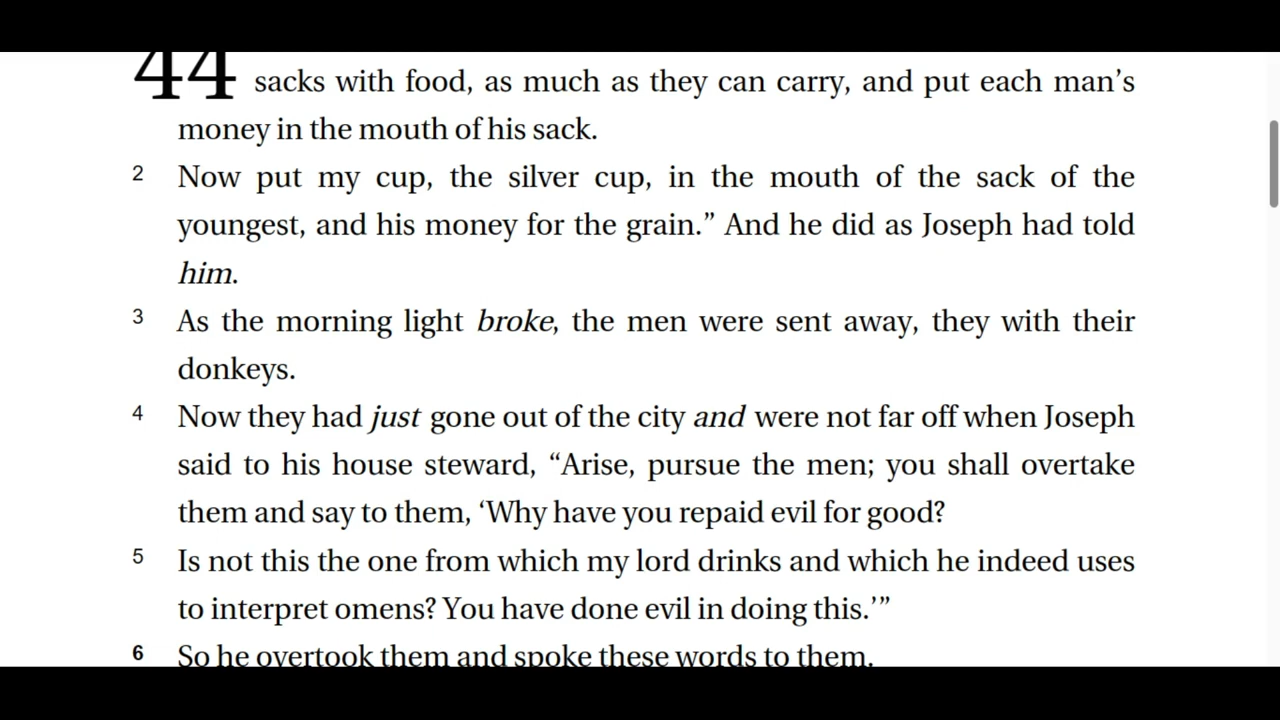 44 sacks with food, as much as they can carry, and put each man’s
money in the mouth of his sack.
2 Now put my cup, the silver cup, in the mouth of the sack of the
youngest, and his money for the grain.” And he did as Joseph had told
him.
3 As the morning light broke, the men were sent away, they with their
donkeys.
4 Now they had just gone out of the city and were not far off when Joseph
said to his house steward, “Arise, pursue the men; you shall overtake
them and say to them, ‘Why have you repaid evil for good?
5 Is not this the one from which my lord drinks and which he indeed uses
to interpret omens? You have done evil in doing this.’”
6 So he overtook them and spoke these words to them.